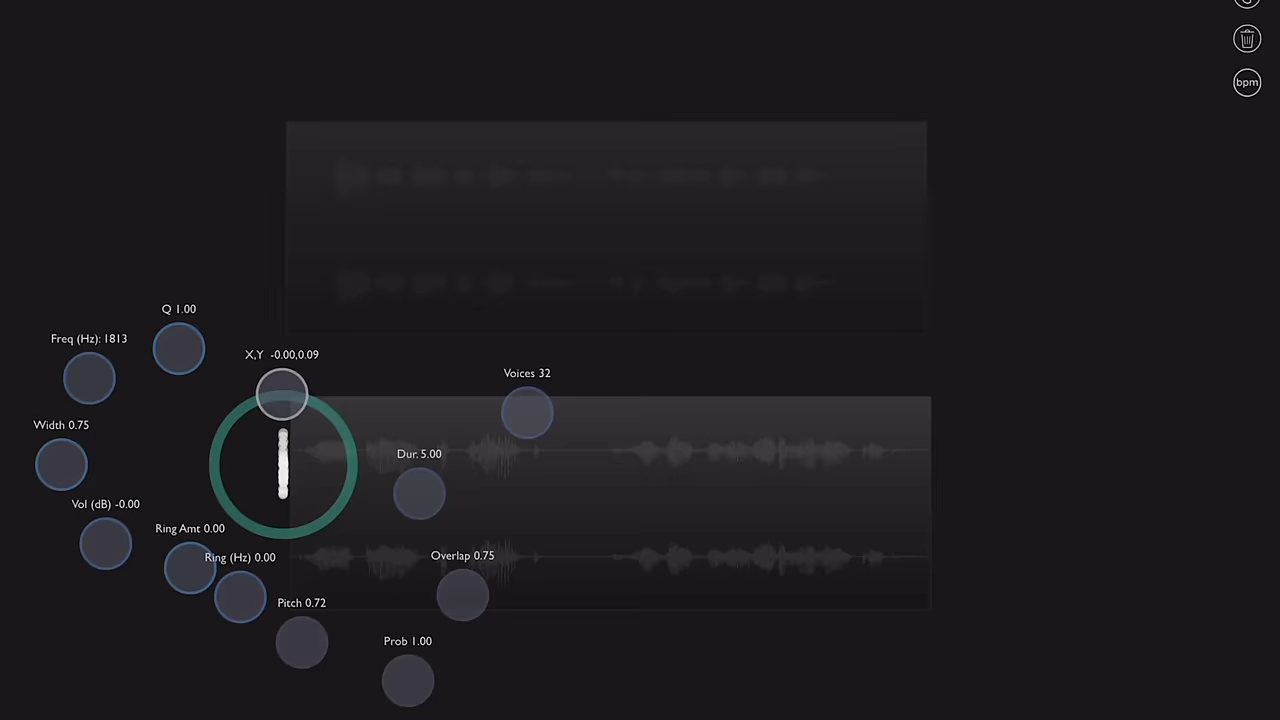 bpm
Q 1.00
Freq (Hz): 1813
X,Y -0.00,0.09
Voices 32
Width 0.75
Dur. 5.00
Vol (dB) -0.00
Ring Amt 0.00
Ring (Hz) 0.00
Overlap 0.75
Pitch 0.72
Prob 1.00